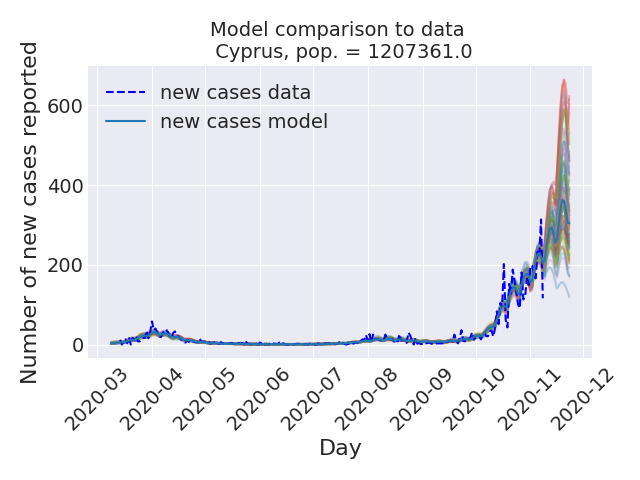 Model comparison to data
Cyprus, pop. = 1207361.0
Number of new cases reported
new cases data
new cases model
600
400
200
0
2020-03
2020-04
2020-05
2020-06
2020-07
2020-08
2020-09
2020-10
2020-11
2020-12
Day